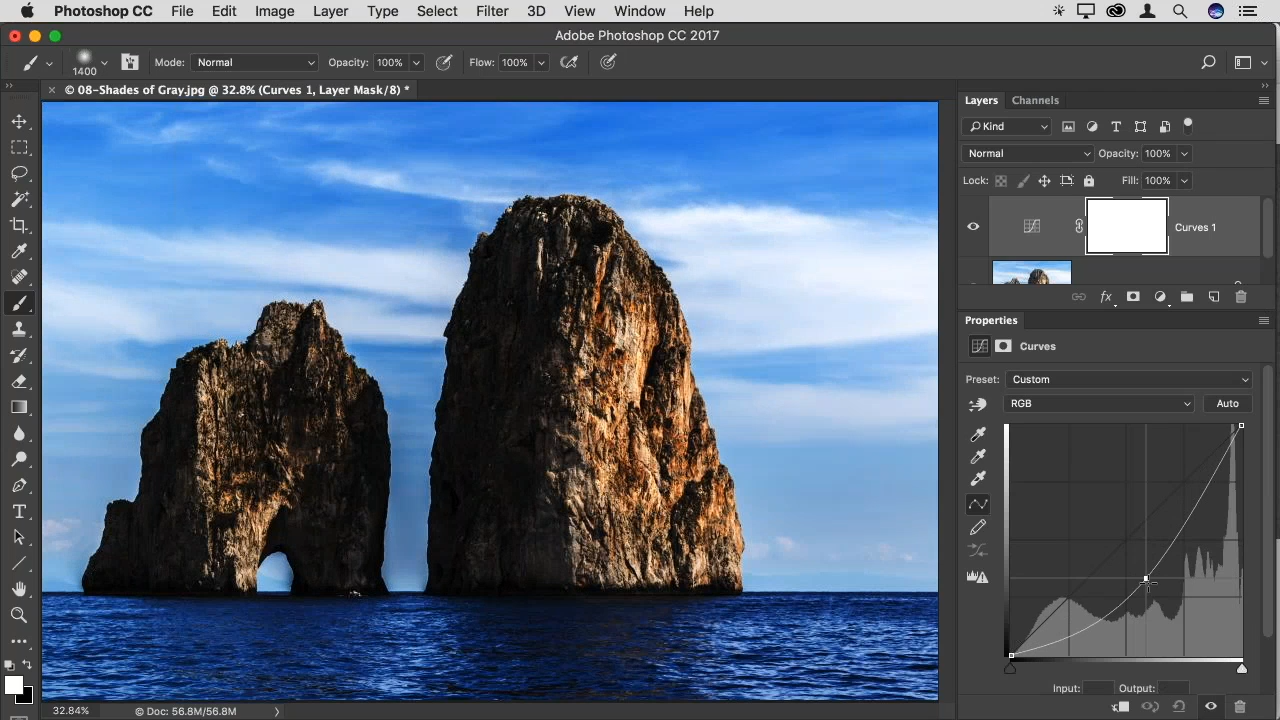 Photoshop CC File Edit Image Layer Type Select Filter 3D View Window Help
Adobe Photoshop CC 2017
1400 Mode: Normal Opacity: 100% Flow: 100%
© 08-Shades of Gray.jpg @ 32.8% (Curves 1, Layer Mask/8) *
Layers Channels
Kind
Normal Opacity: 100%
Lock: Fill: 100%
Curves 1
fx
Properties
Curves
Preset: Custom
RGB Auto
Input: Output:
32.84% © Doc: 56.8M/56.8M